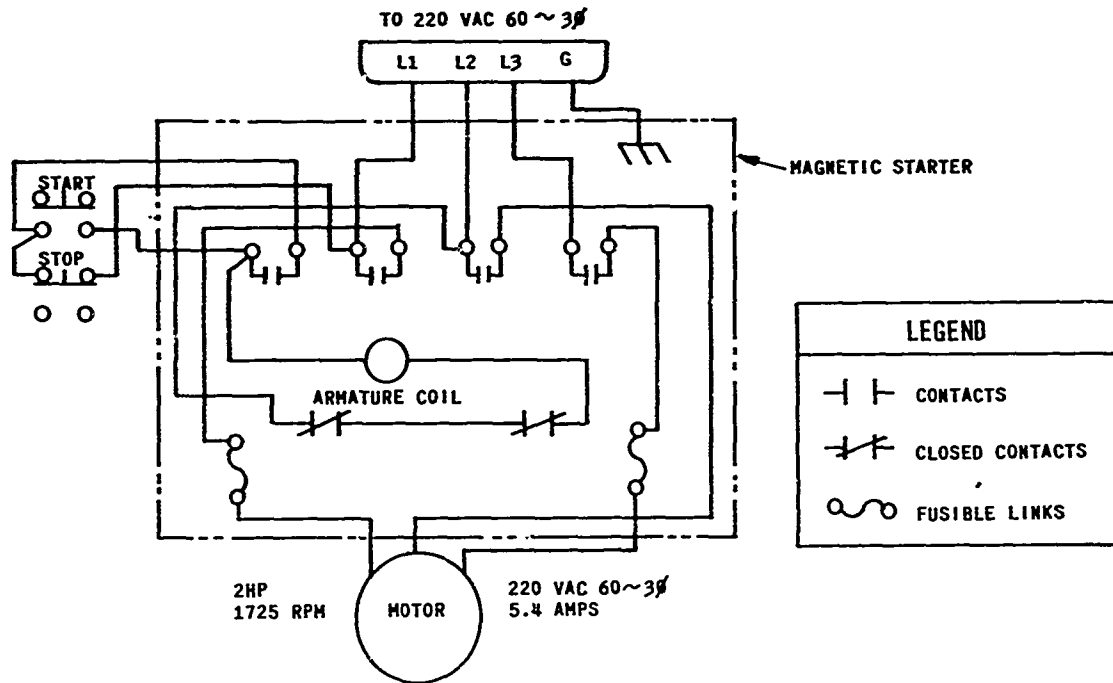 TO 220 VAC 60~3ø
L1 L2 L3 G
MAGNETIC STARTER
START
STOP
ARMATURE COIL
LEGEND
CONTACTS
CLOSED CONTACTS
FUSIBLE LINKS
2HP
1725 RPM
MOTOR
220 VAC 60~3ø
5.4 AMPS